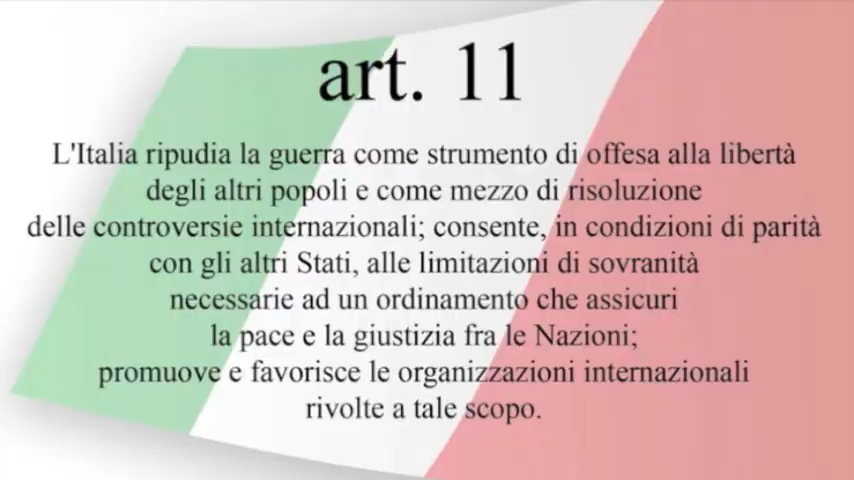 art. 11
L'Italia ripudia la guerra come strumento di offesa alla libertà
degli altri popoli e come mezzo di risoluzione
delle controversie internazionali; consente, in condizioni di parità
con gli altri Stati, alle limitazioni di sovranità
necessarie ad un ordinamento che assicuri
la pace e la giustizia fra le Nazioni;
promuove e favorisce le organizzazioni internazionali
rivolte a tale scopo.